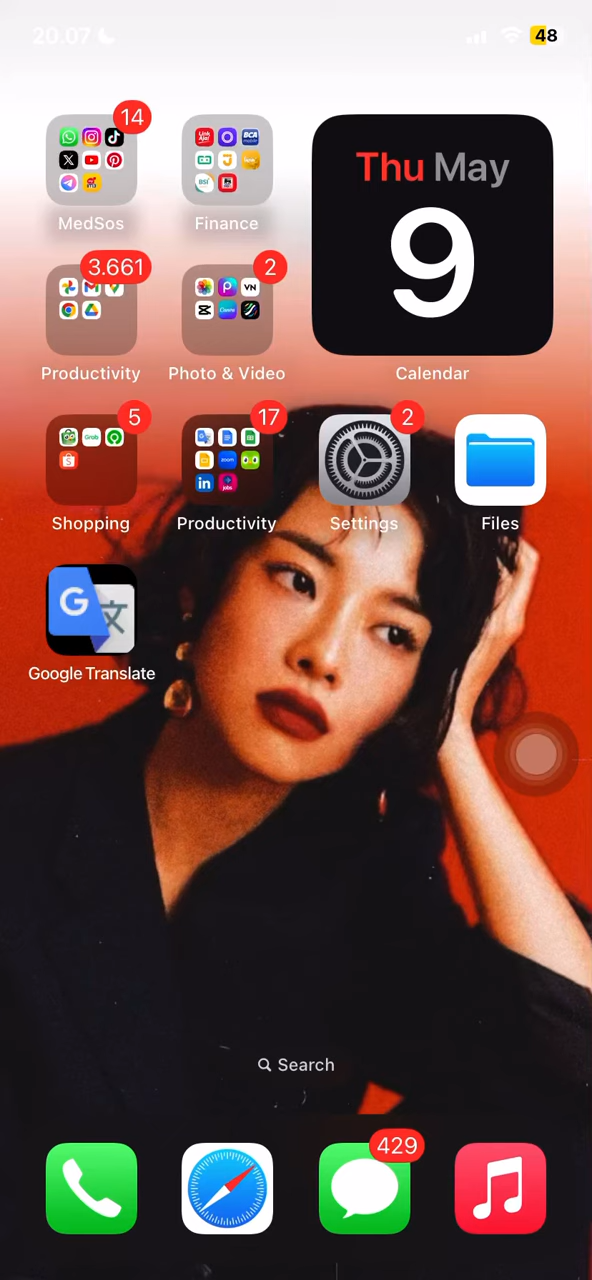 20.07
48
14
MedSos
Finance
Thu May
9
Calendar
3.661
Productivity
2
Photo & Video
5
Shopping
17
Productivity
2
Settings
Files
Google Translate
Search
429